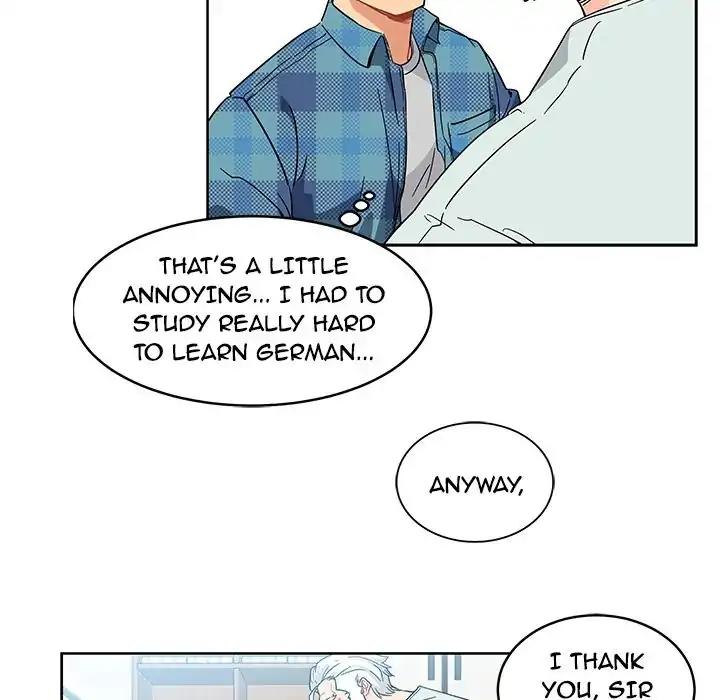 THAT'S A LITTLE
ANNOYING... I HAD TO
STUDY REALLY HARD
TO LEARN GERMAN...
ANYWAY,
I THANK
YOU, SIR